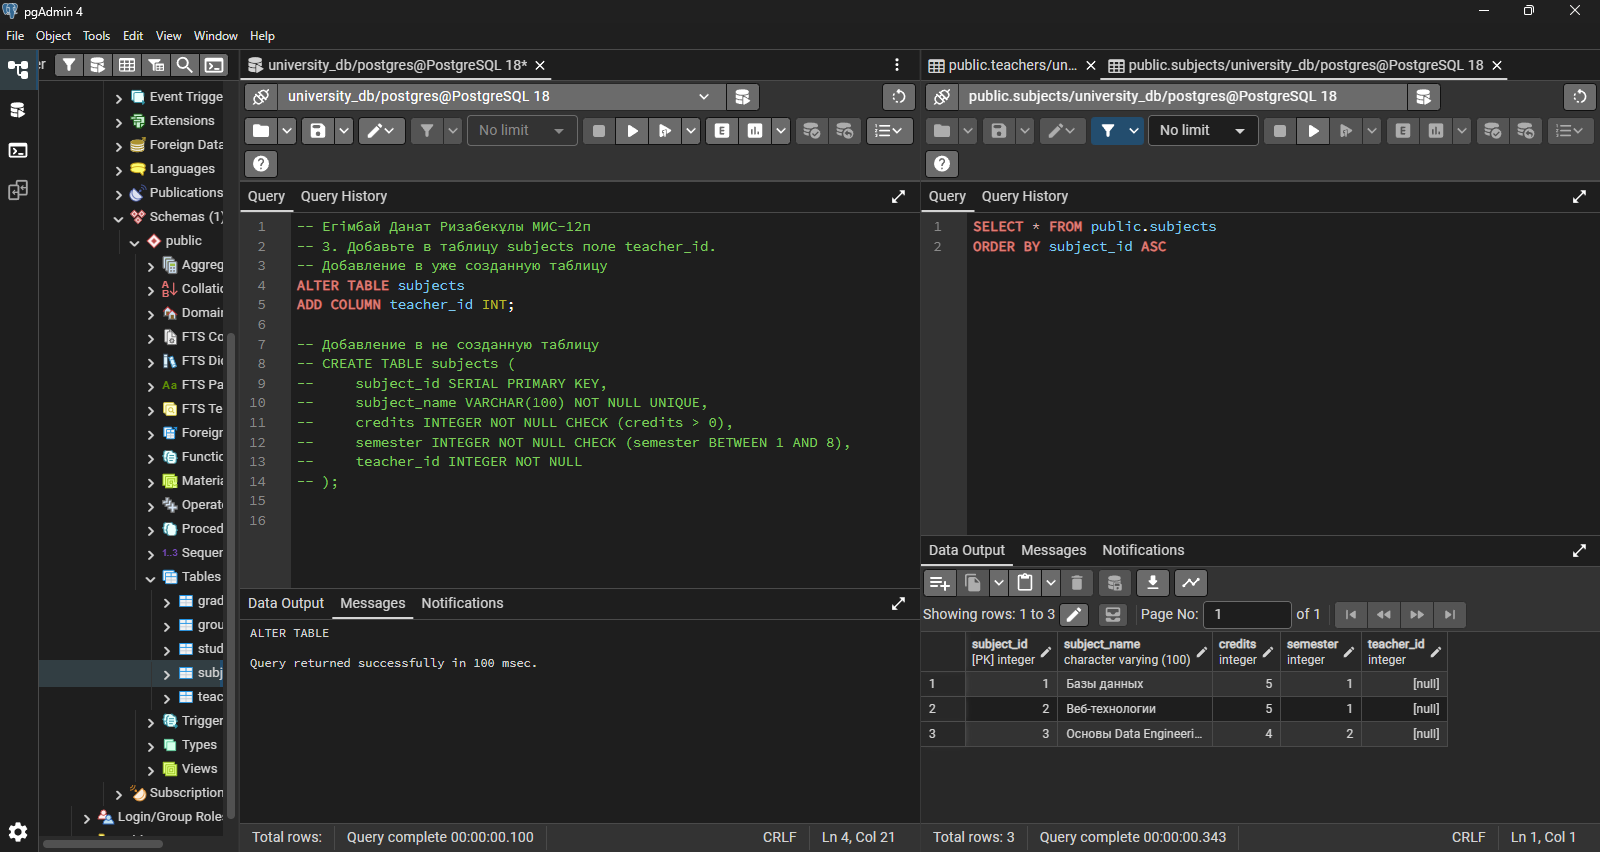 pgAdmin 4
File Object Tools Edit View Window Help
Event Trigge
Extensions
Foreign Data
Languages
Publications
Schemas (1)
public
Aggreg
Collatic
Domai
FTS Co
FTS Di
Aa FTS Pa
FTS Te
Foreigr
Functic
Materia
Operat
Proced
1..3 Sequer
Tables
grad
grou
stud
subj
teac
Trigger
Types
Views
Subscription
Login/Group Role
university_db/postgres@PostgreSQL 18*
university_db/postgres@PostgreSQL 18
No limit
Query Query History
1 -- Егімбай Данат Ризабекұлы МИС-12п
2 -- 3. Добавьте в таблицу subjects поле teacher_id.
3 -- Добавление в уже созданную таблицу
4 ALTER TABLE subjects
5 ADD COLUMN teacher_id INT;
6
7 -- Добавление в не созданную таблицу
8 -- CREATE TABLE subjects (
9 -- subject_id SERIAL PRIMARY KEY,
10 -- subject_name VARCHAR(100) NOT NULL UNIQUE,
11 -- credits INTEGER NOT NULL CHECK (credits > 0),
12 -- semester INTEGER NOT NULL CHECK (semester BETWEEN 1 AND 8),
13 -- teacher_id INTEGER NOT NULL
14 -- );
15
16
Data Output Messages Notifications
ALTER TABLE
Query returned successfully in 100 msec.
Total rows: Query complete 00:00:00.100 CRLF Ln 4, Col 21
public.teachers/un... public.subjects/university_db/postgres@PostgreSQL 18
public.subjects/university_db/postgres@PostgreSQL 18
No limit
Query Query History
1 SELECT * FROM public.subjects
2 ORDER BY subject_id ASC
Data Output Messages Notifications
Showing rows: 1 to 3 Page No: 1 of 1
subject_id subject_name credits semester teacher_id
[PK] integer character varying (100) integer integer integer
1 1 Базы данных 5 1 [null]
2 2 Веб-технологии 5 1 [null]
3 3 Основы Data Engineeri... 4 2 [null]
Total rows: 3 Query complete 00:00:00.343 CRLF Ln 1, Col 1